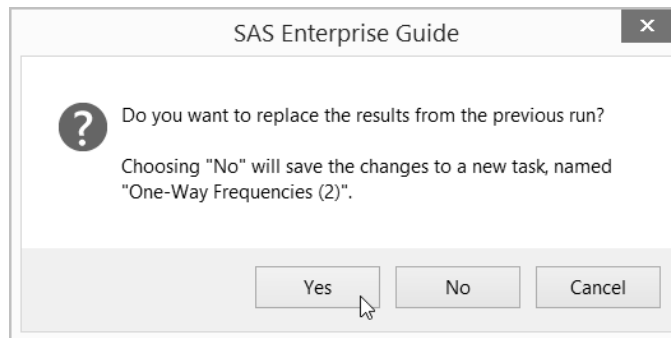 SAS Enterprise Guide
Do you want to replace the results from the previous run?
Choosing "No" will save the changes to a new task, named
"One-Way Frequencies (2)".
Yes
No
Cancel